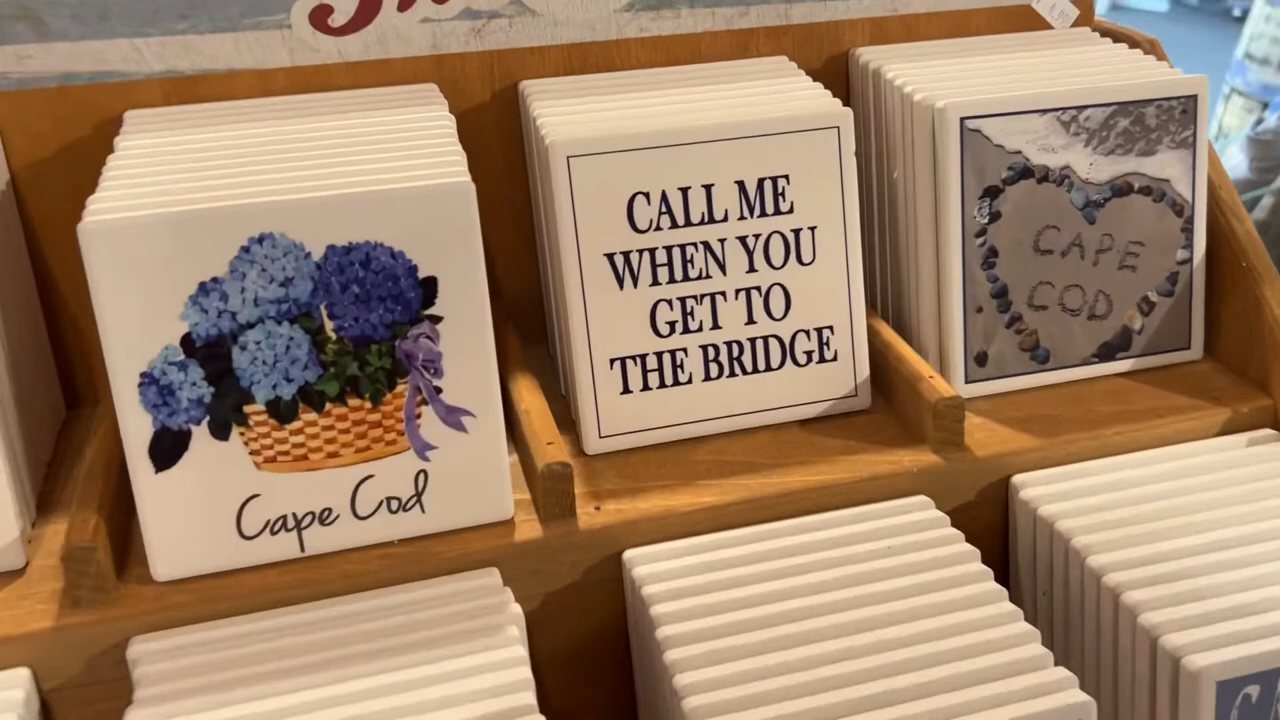 Cape Cod
CALL ME
WHEN YOU
GET TO
THE BRIDGE
CAPE
COD